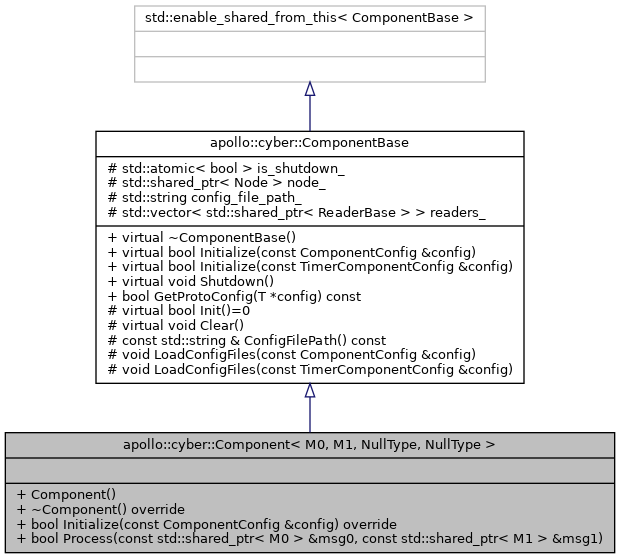 std::enable_shared_from_this< ComponentBase >
apollo::cyber::ComponentBase
# std::atomic< bool > is_shutdown_
# std::shared_ptr< Node > node_
# std::string config_file_path_
# std::vector< std::shared_ptr< ReaderBase > > readers_
+ virtual ~ComponentBase()
+ virtual bool Initialize(const ComponentConfig &config)
+ virtual bool Initialize(const TimerComponentConfig &config)
+ virtual void Shutdown()
+ bool GetProtoConfig(T *config) const
# virtual bool Init()=0
# virtual void Clear()
# const std::string & ConfigFilePath() const
# void LoadConfigFiles(const ComponentConfig &config)
# void LoadConfigFiles(const TimerComponentConfig &config)
apollo::cyber::Component< M0, M1, NullType, NullType >
+ Component()
+ ~Component() override
+ bool Initialize(const ComponentConfig &config) override
+ bool Process(const std::shared_ptr< M0 > &msg0, const std::shared_ptr< M1 > &msg1)